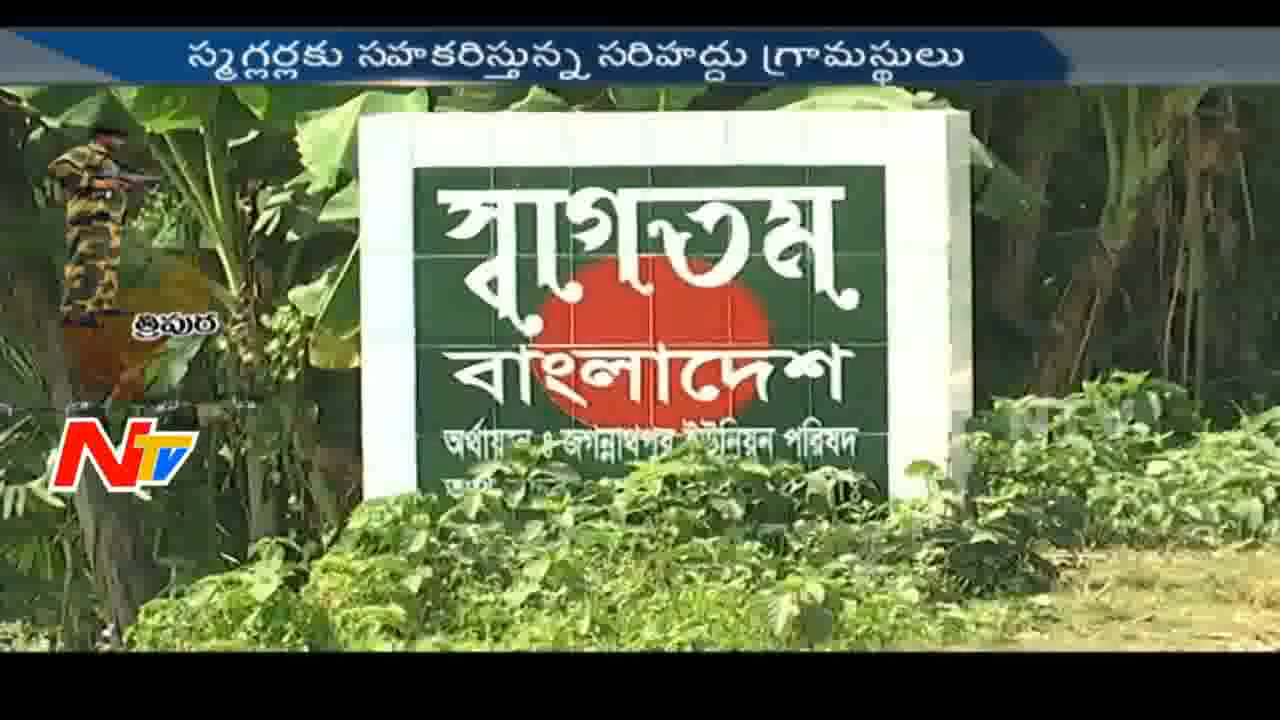 స్మగ్లర్లకు సహకరిస్తున్న సరిహద్దు గ్రామస్థులు
স্বাগতম
বাংলাদেশ
త్రిపుర
NTV
অর্থায়নে ঃ জগন্নাথপুর ইউনিয়ন পরিষদ